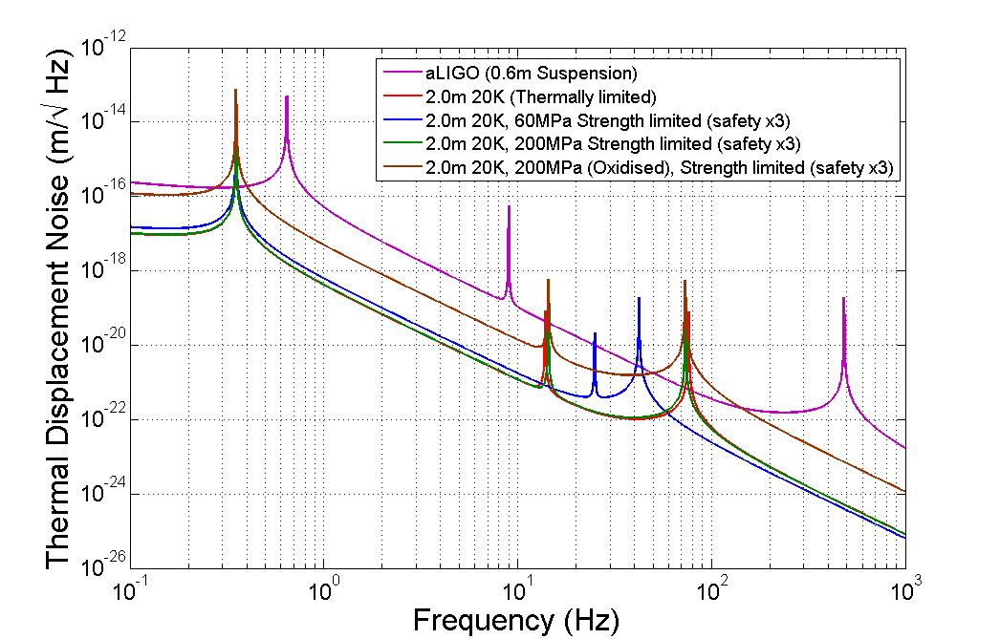 aLIGO (0.6m Suspension)
2.0m 20K (Thermally limited)
2.0m 20K, 60MPa Strength limited (safety x3)
2.0m 20K, 200MPa Strength limited (safety x3)
2.0m 20K, 200MPa (Oxidised), Strength limited (safety x3)
Thermal Displacement Noise (m/√ Hz)
10^-12
10^-14
10^-16
10^-18
10^-20
10^-22
10^-24
10^-26
10^-1 10^0 10^1 10^2 10^3
Frequency (Hz)